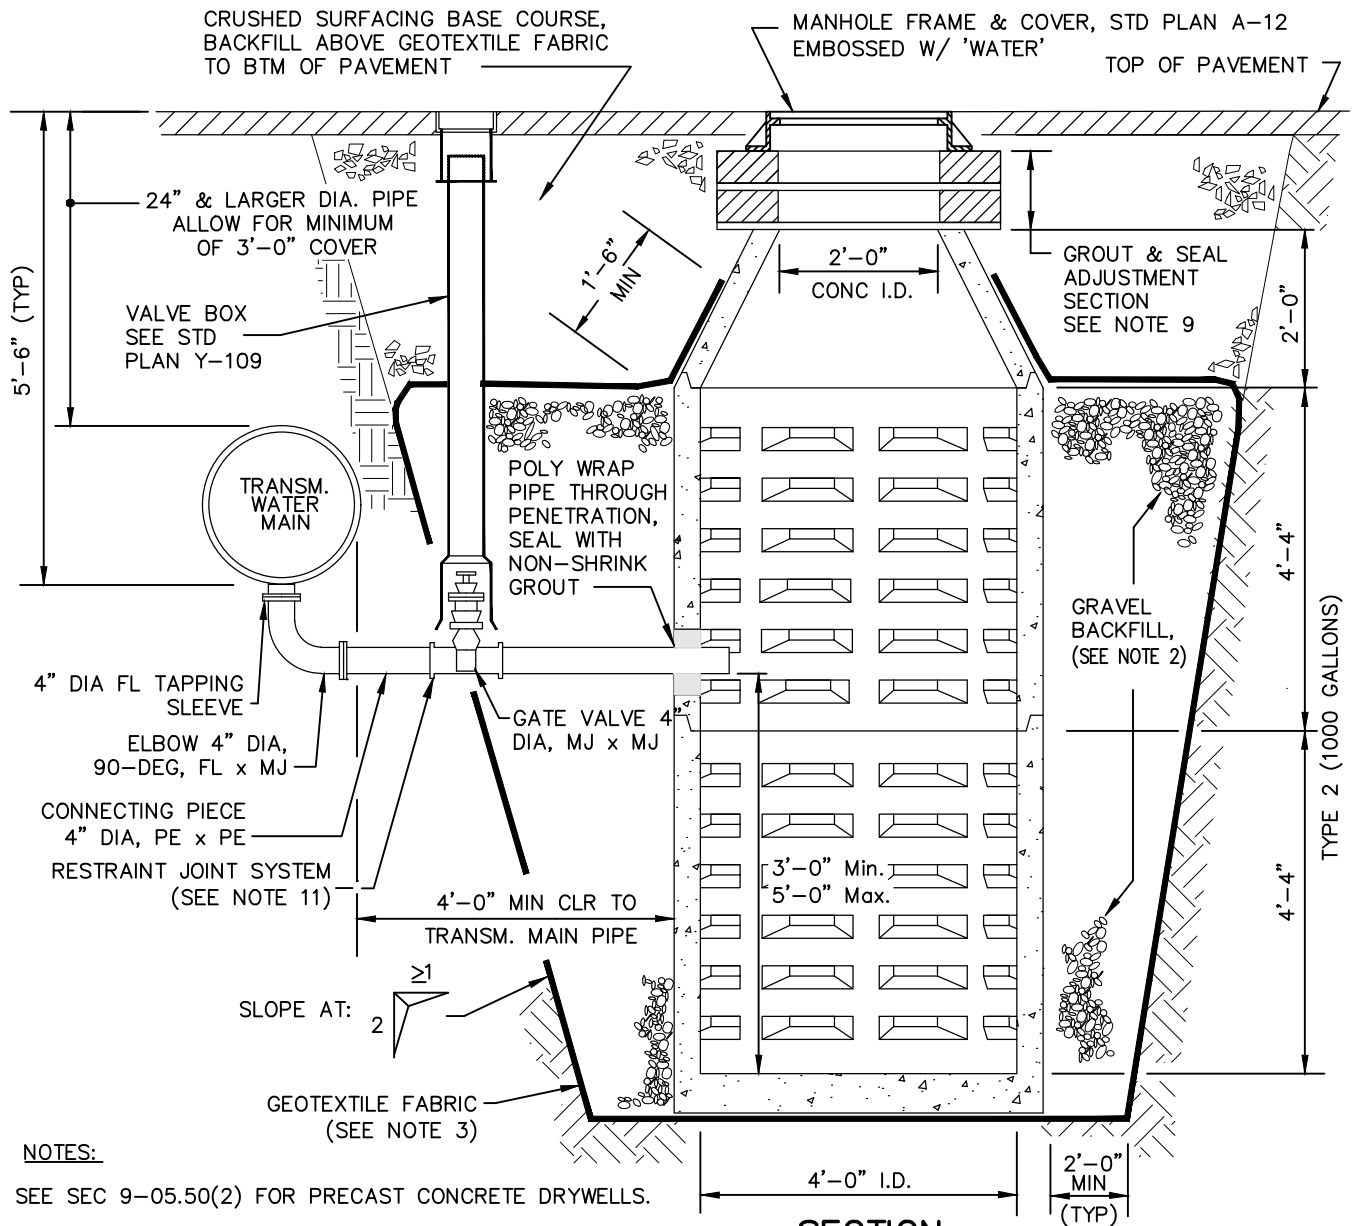 CRUSHED SURFACING BASE COURSE,
BACKFILL ABOVE GEOTEXTILE FABRIC
TO BTM OF PAVEMENT
MANHOLE FRAME & COVER, STD PLAN A-12
EMBOSSED W/ 'WATER'
TOP OF PAVEMENT
24" & LARGER DIA. PIPE
ALLOW FOR MINIMUM
OF 3'-0" COVER
5'-6" (TYP)
VALVE BOX
SEE STD
PLAN Y-109
1'-6"
MIN
2'-0"
CONC I.D.
GROUT & SEAL
ADJUSTMENT
SECTION
SEE NOTE 9
2'-0"
TRANSM.
WATER
MAIN
POLY WRAP
PIPE THROUGH
PENETRATION,
SEAL WITH
NON-SHRINK
GROUT
4'-4"
GRAVEL
BACKFILL,
(SEE NOTE 2)
TYPE 2 (1000 GALLONS)
4" DIA FL TAPPING
SLEEVE
GATE VALVE 4"
DIA, MJ x MJ
ELBOW 4" DIA,
90-DEG, FL x MJ
CONNECTING PIECE
4" DIA, PE x PE
RESTRAINT JOINT SYSTEM
(SEE NOTE 11)
3'-0" Min.
5'-0" Max.
4'-4"
4'-0" MIN CLR TO
TRANSM. MAIN PIPE
SLOPE AT:
≥1
2
GEOTEXTILE FABRIC
(SEE NOTE 3)
NOTES:
4'-0" I.D.
2'-0"
MIN
(TYP)
SEE SEC 9-05.50(2) FOR PRECAST CONCRETE DRYWELLS.
SECTION